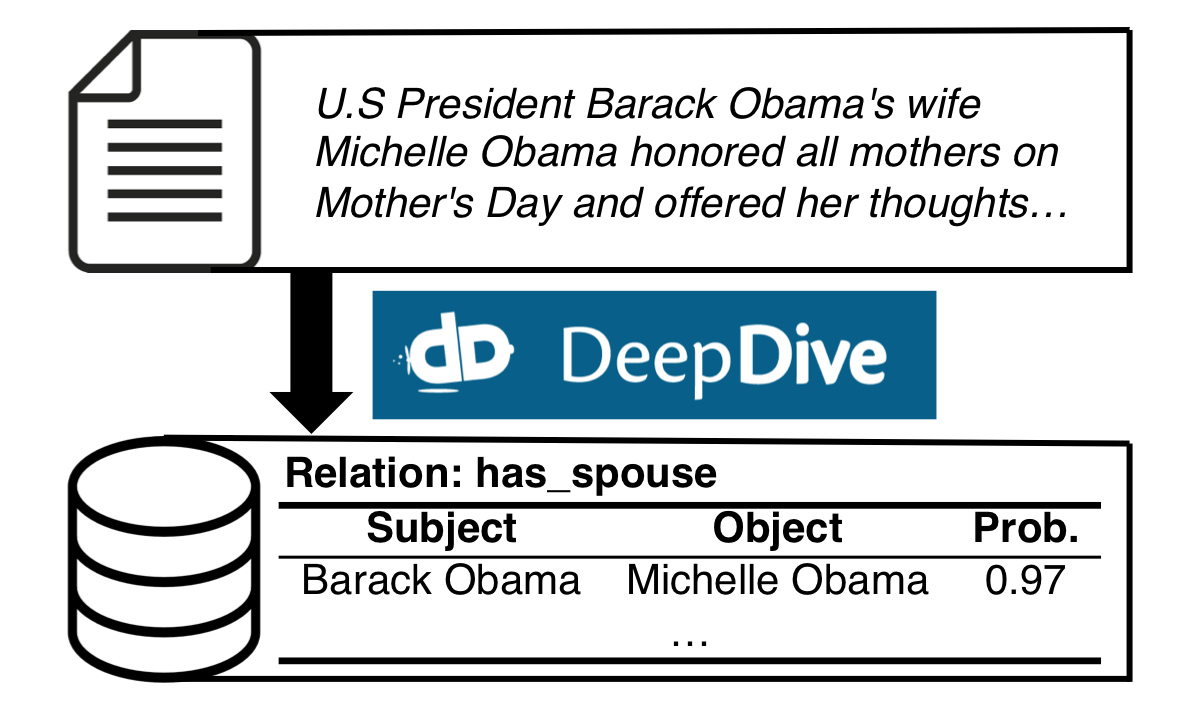 U.S President Barack Obama's wife
Michelle Obama honored all mothers on
Mother's Day and offered her thoughts…
dD DeepDive
Relation: has_spouse
Subject Object Prob.
Barack Obama Michelle Obama 0.97
…